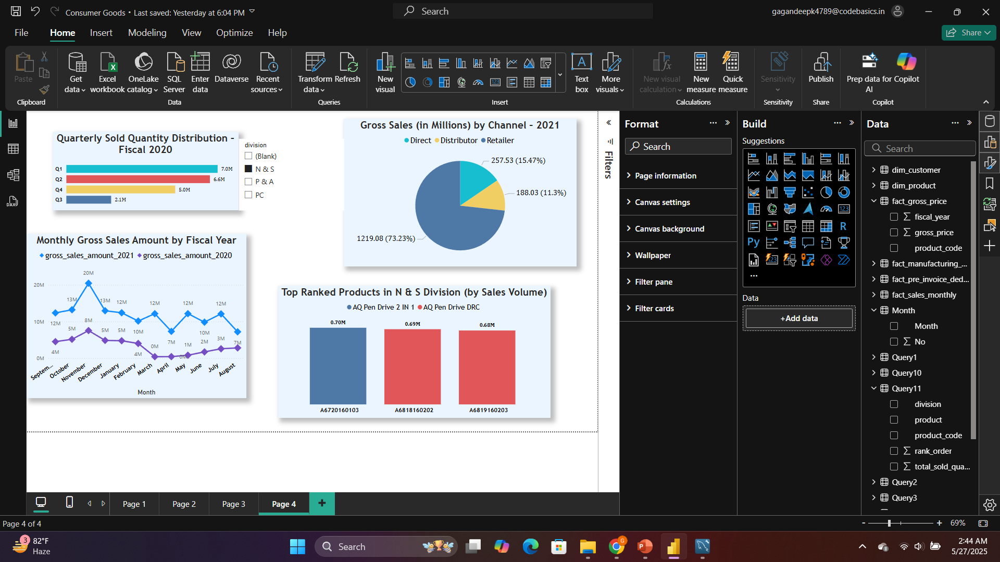 Consumer Goods • Last saved: Yesterday at 6:04 PM
Search
gagandeepk4789@codebasics.in
File
Home
Insert
Modeling
View
Optimize
Help
Share
Paste
Clipboard
Get data
Excel workbook
OneLake catalog
SQL Server
Enter data
Dataverse
Recent sources
Data
Transform data
Refresh
Queries
New visual
Text box
More visuals
Insert
New visual calculation
New measure
Quick measure
Calculations
Sensitivity
Sensitivity
Publish
Share
Prep data for AI
Copilot
Copilot
Quarterly Sold Quantity Distribution -
Fiscal 2020
Q1 7.0M
Q2 6.6M
Q4 5.0M
Q3 2.1M
division
(Blank)
N & S
P & A
PC
Gross Sales (in Millions) by Channel - 2021
Direct Distributor Retailer
257.53 (15.47%)
188.03 (11.3%)
1219.08 (73.23%)
Monthly Gross Sales Amount by Fiscal Year
gross_sales_amount_2021 gross_sales_amount_2020
20M
10M
0M
12M
13M
20M
13M
12M
10M
12M
7M
12M
10M
12M
7M
4M
5M
8M
5M
5M
4M
0M
0M
1M
2M
3M
Septem...
October
November
December
January
February
March
April
May
June
July
August
Month
Top Ranked Products in N & S Division (by Sales Volume)
AQ Pen Drive 2 IN 1 AQ Pen Drive DRC
0.70M
0.69M
0.68M
A6720160103
A6818160202
A6819160203
Filters
Format
Search
Page information
Canvas settings
Canvas background
Wallpaper
Filter pane
Filter cards
Build
Suggestions
R
Py
123
...
Data
+Add data
Data
Search
dim_customer
dim_product
fact_gross_price
fiscal_year
gross_price
product_code
fact_manufacturing_...
fact_pre_invoice_ded...
fact_sales_monthly
Month
Month
No
Query1
Query10
Query11
division
product
product_code
rank_order
total_sold_qua...
Query2
Query3
DAX
Page 1
Page 2
Page 3
Page 4
+
Page 4 of 4
- + 69%
3
82°F
Haze
Search
G
P
2:44 AM
5/27/2025